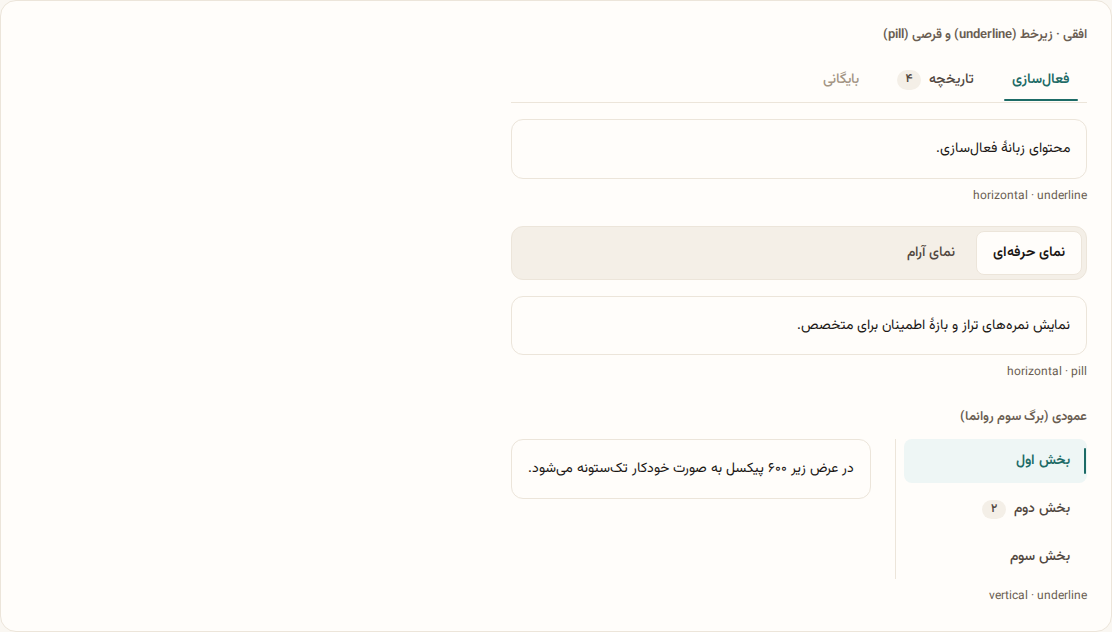 افقی · زیرخط (underline) و قرصی (pill)
فعال‌سازی تاریخچه ۴ بایگانی
محتوای زبانهٔ فعال‌سازی.
horizontal · underline
نمای حرفه‌ای نمای آرام
نمایش نمره‌های تراز و بازهٔ اطمینان برای متخصص.
horizontal · pill
عمودی (برگ سوم روانما)
بخش اول
بخش دوم ۲
بخش سوم
در عرض زیر ۶۰۰ پیکسل به صورت خودکار تک‌ستونه می‌شود.
vertical · underline